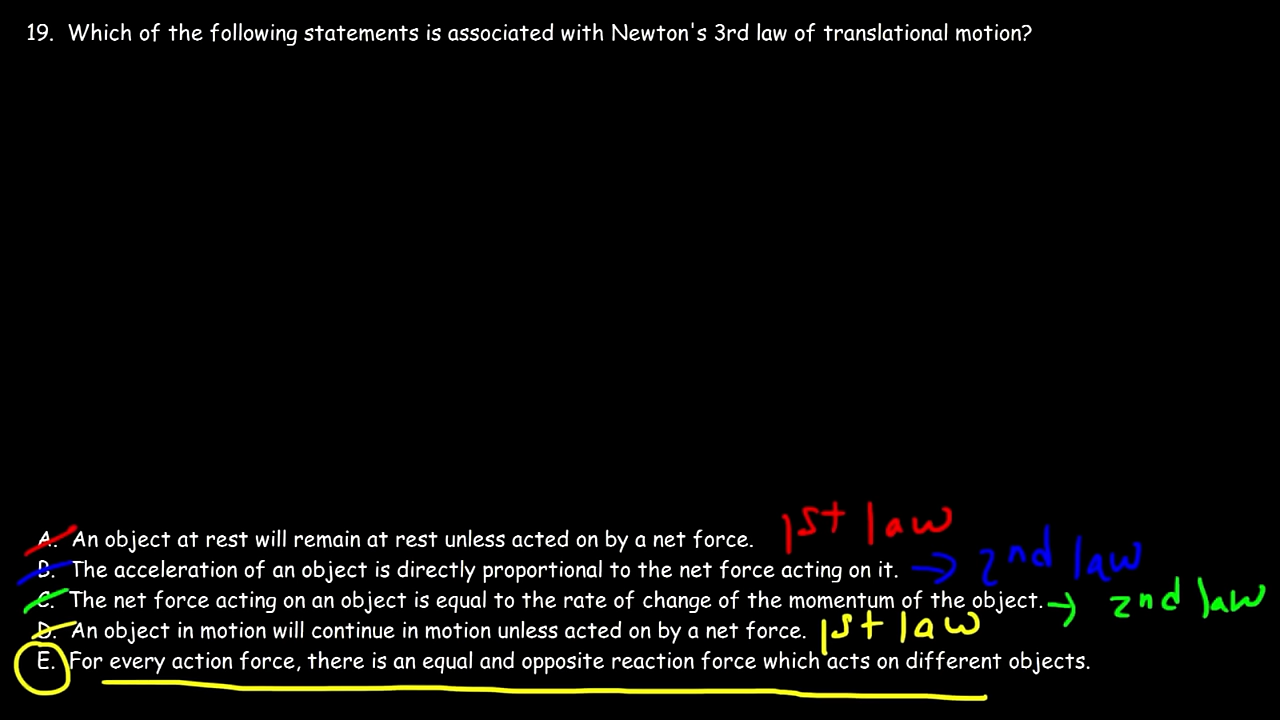 19. Which of the following statements is associated with Newton's 3rd law of translational motion?
A. An object at rest will remain at rest unless acted on by a net force. 1st law
B. The acceleration of an object is directly proportional to the net force acting on it. → 2nd law
C. The net force acting on an object is equal to the rate of change of the momentum of the object. → 2nd law
D. An object in motion will continue in motion unless acted on by a net force. 1st law
E. For every action force, there is an equal and opposite reaction force which acts on different objects.